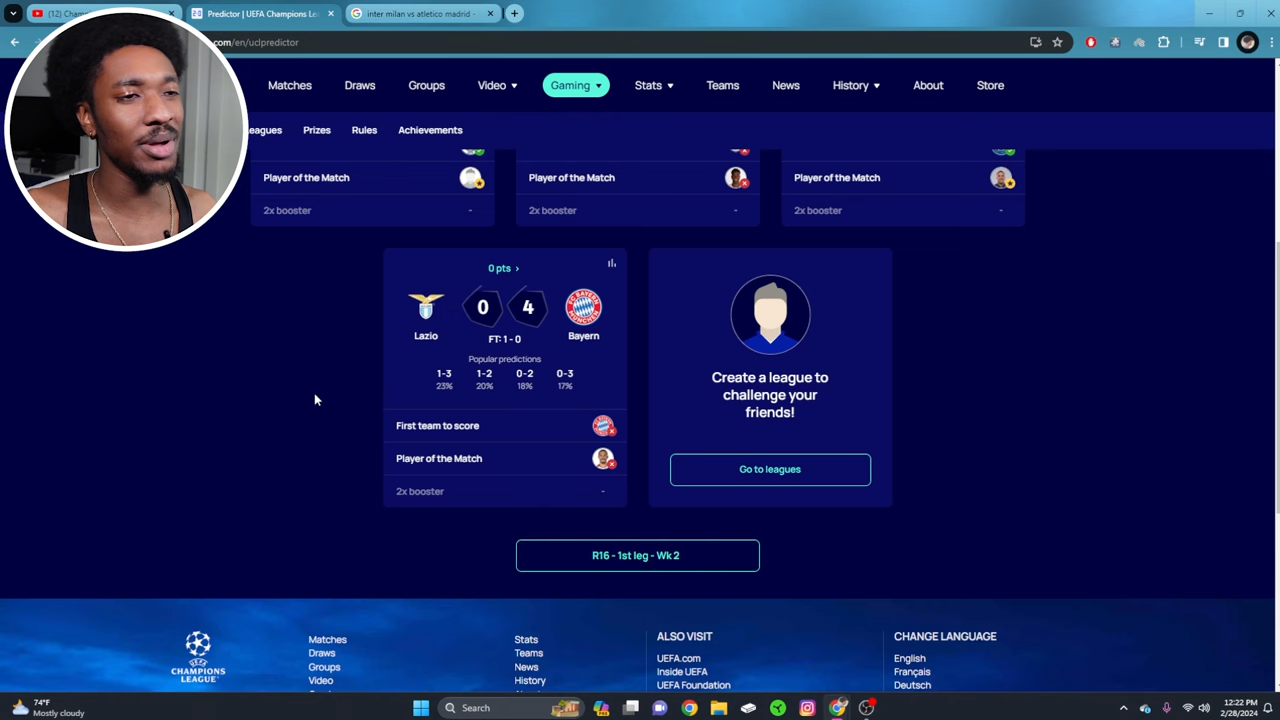 (12) Cham
Predictor | UEFA Champions Le
inter milan vs atletico madrid -
.com/en/uclpredictor
Matches Draws Groups Video Gaming Stats Teams News History About Store
eagues Prizes Rules Achievements
Player of the Match
2x booster -
Player of the Match
2x booster -
Player of the Match
2x booster -
0 pts ›
Lazio 0 4 Bayern
FT: 1 - 0
Popular predictions
1-3 1-2 0-2 0-3
23% 20% 18% 17%
First team to score
Player of the Match
2x booster -
Create a league to
challenge your
friends!
Go to leagues
R16 - 1st leg - Wk 2
CHAMPIONS
LEAGUE
Matches
Draws
Groups
Video
Stats
Teams
News
History
ALSO VISIT
UEFA.com
Inside UEFA
UEFA Foundation
CHANGE LANGUAGE
English
Français
Deutsch
74°F
Mostly cloudy
Search
12:22 PM
2/28/2024